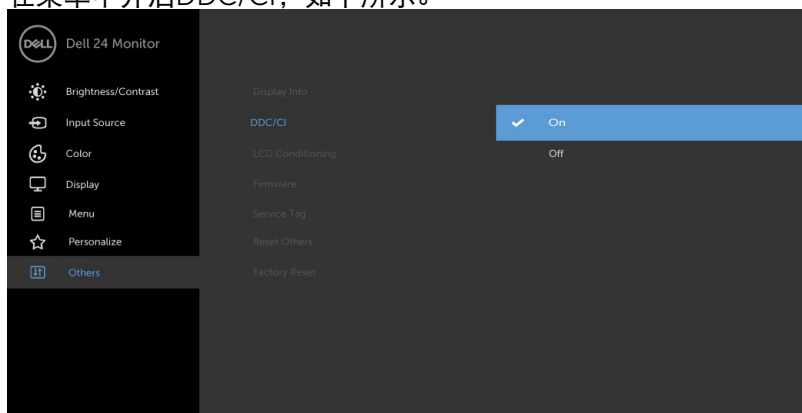 在菜单中开启DDC/CI，如下所示。
DELL
Dell 24 Monitor
Brightness/Contrast
Input Source
Color
Display
Menu
Personalize
Others
Display Info
DDC/CI
LCD Conditioning
Firmware
Service Tag
Reset Others
Factory Reset
On
Off